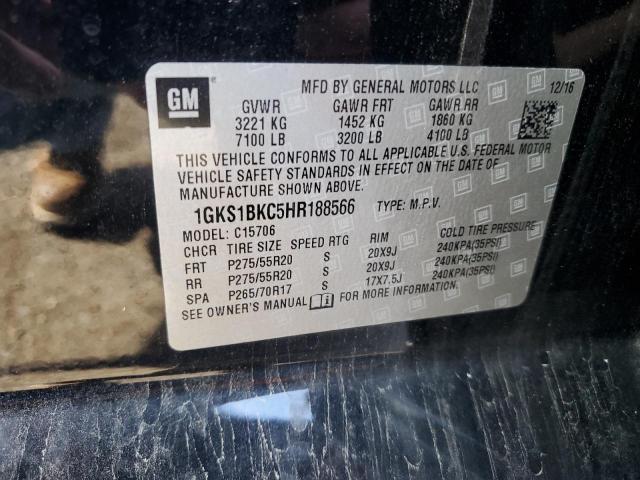 GM
MFD BY GENERAL MOTORS LLC 12/16
GVWR GAWR FRT GAWR RR
3221 KG 1452 KG 1860 KG
7100 LB 3200 LB 4100 LB
THIS VEHICLE CONFORMS TO ALL APPLICABLE U.S. FEDERAL MOTOR
VEHICLE SAFETY STANDARDS IN EFFECT ON THE DATE OF
MANUFACTURE SHOWN ABOVE.
1GKS1BKC5HR188566 TYPE: M.P.V.
MODEL: C15706
CHCR TIRE SIZE SPEED RTG RIM COLD TIRE PRESSURE
FRT P275/55R20 S 20X9J 240KPA(35PSI)
RR P275/55R20 S 20X9J 240KPA(35PSI)
SPA P265/70R17 S 17X7.5J 240KPA(35PSI)
SEE OWNER'S MANUAL FOR MORE INFORMATION.